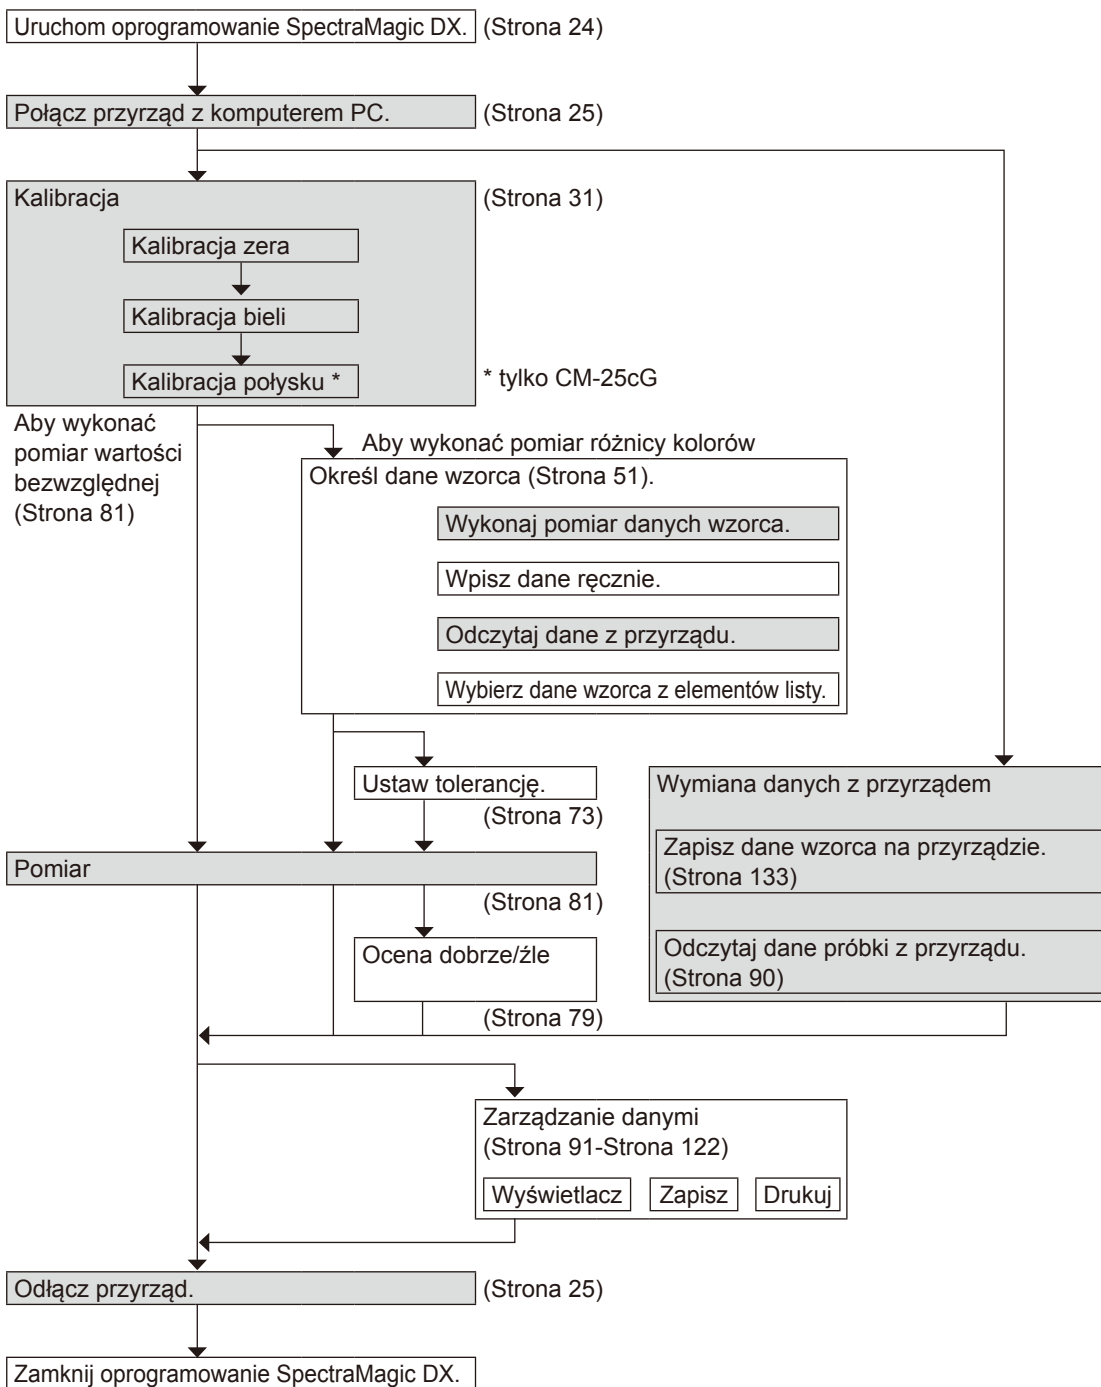 Uruchom oprogramowanie SpectraMagic DX. (Strona 24)
Połącz przyrząd z komputerem PC. (Strona 25)
Kalibracja (Strona 31)
Kalibracja zera
Kalibracja bieli
Kalibracja połysku * * tylko CM-25cG
Aby wykonać
pomiar wartości
bezwzględnej
(Strona 81)
Aby wykonać pomiar różnicy kolorów
Określ dane wzorca (Strona 51).
Wykonaj pomiar danych wzorca.
Wpisz dane ręcznie.
Odczytaj dane z przyrządu.
Wybierz dane wzorca z elementów listy.
Ustaw tolerancję.
(Strona 73)
Wymiana danych z przyrządem
Zapisz dane wzorca na przyrządzie.
(Strona 133)
Odczytaj dane próbki z przyrządu.
(Strona 90)
Pomiar
(Strona 81)
Ocena dobrze/źle
(Strona 79)
Zarządzanie danymi
(Strona 91-Strona 122)
Wyświetlacz Zapisz Drukuj
Odłącz przyrząd. (Strona 25)
Zamknij oprogramowanie SpectraMagic DX.